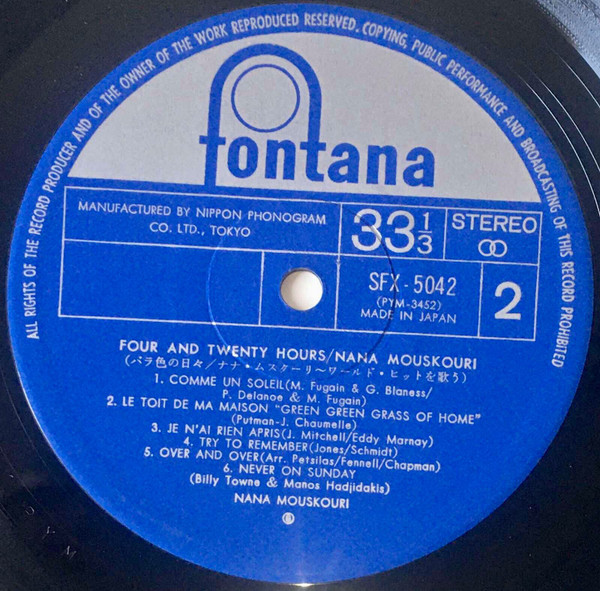 ALL RIGHTS OF THE RECORD PRODUCER AND OF THE OWNER OF THE WORK REPRODUCED RESERVED. COPYING, PUBLIC PERFORMANCE AND BROADCASTING OF THIS RECORD PROHIBITED
fontana
MANUFACTURED BY NIPPON PHONOGRAM
CO. LTD., TOKYO
33 1/3
STEREO
SFX-5042
(PYM-3452)
MADE IN JAPAN
2
FOUR AND TWENTY HOURS/NANA MOUSKOURI
(バラ色の日々/ナナ・ムスクーリ〜ワールド・ヒットを歌う)
1. COMME UN SOLEIL(M. Fugain & G. Blaness/
P. Delanoe & M. Fugain)
2. LE TOIT DE MA MAISON "GREEN GREEN GRASS OF HOME"
(Putman-J. Chaumelle)
3. JE N'AI RIEN APRIS(J. Mitchell/Eddy Marnay)
4. TRY TO REMEMBER(Jones/Schmidt)
5. OVER AND OVER(Arr. Petsilas/Fennell/Chapman)
6. NEVER ON SUNDAY
(Billy Towne & Manos Hadjidakis)
NANA MOUSKOURI